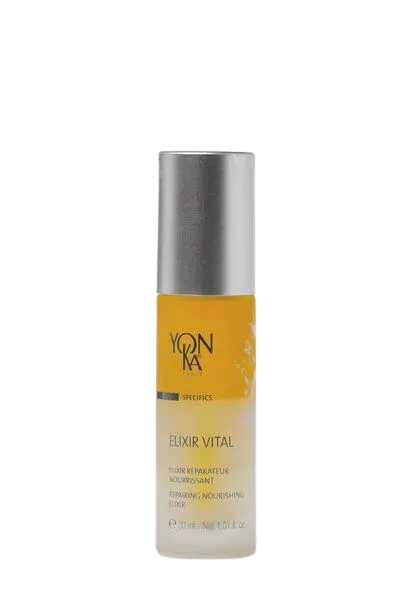 YON
KA®
PARIS
SPECIFICS
ELIXIR VITAL
ELIXIR RÉPARATEUR
NOURRISSANT
REPAIRING NOURISHING
ELIXIR
℮ 30 ml - Net 1.01 fl. oz